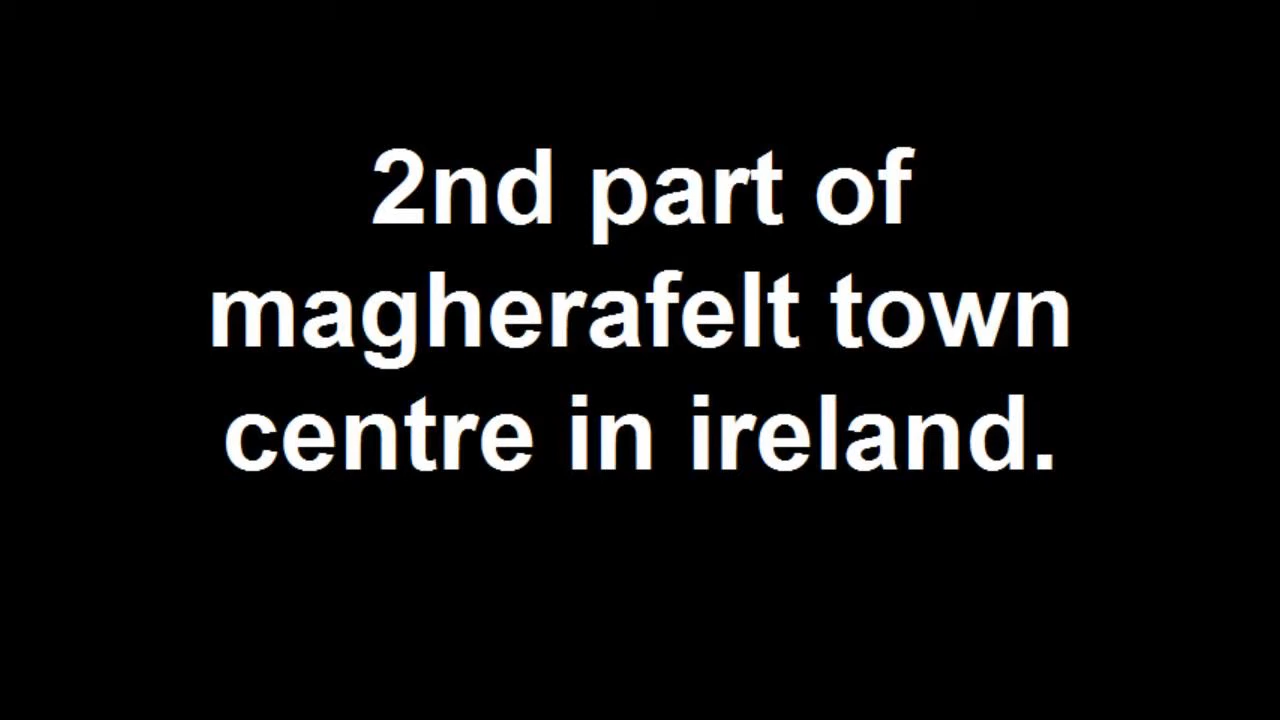 2nd part of
magherafelt town
centre in ireland.